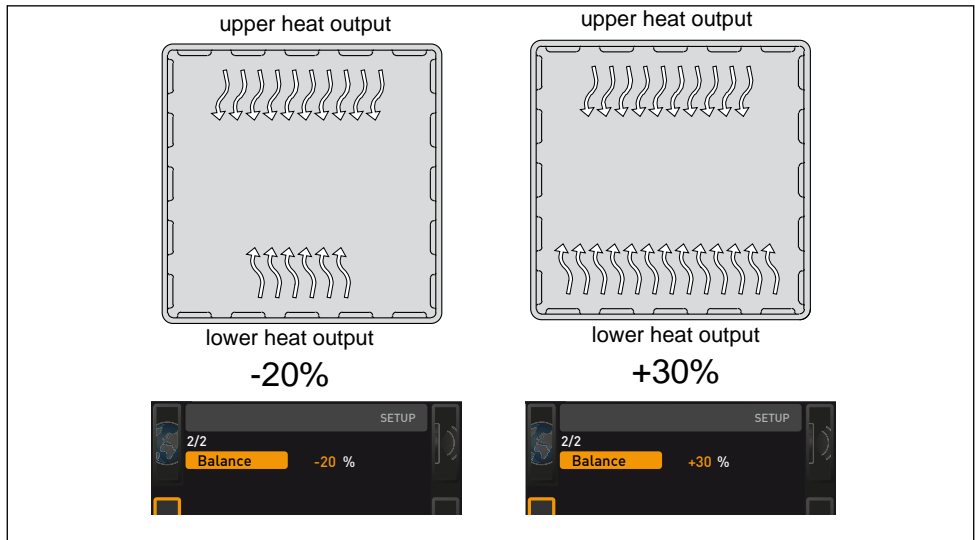 upper heat output
upper heat output
lower heat output
lower heat output
-20%
+30%
SETUP
2/2
Balance -20 %
SETUP
2/2
Balance +30 %